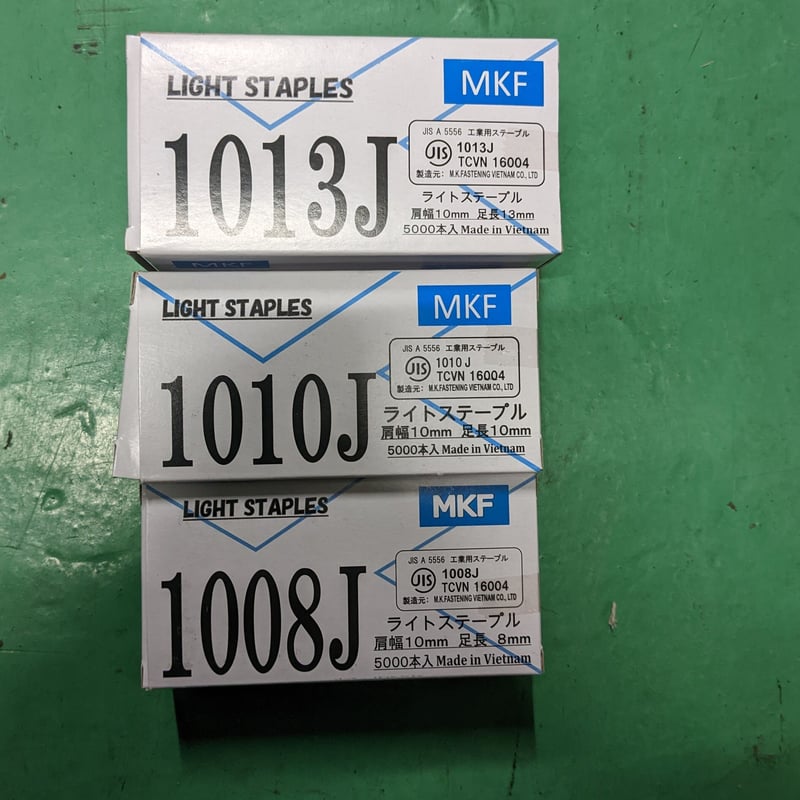 LIGHT STAPLES
MKF
1013J
JIS A 5556 工業用ステープル
JIS
1013J
TCVN 16004
製造元: M.K.FASTENING VIETNAM CO., LTD
ライトステープル
肩幅10mm 足長13mm
5000本入 Made in Vietnam
MKF
LIGHT STAPLES
MKF
1010J
JIS A 5556 工業用ステープル
JIS
1010J
TCVN 16004
製造元: M.K.FASTENING VIETNAM CO., LTD
ライトステープル
肩幅10mm 足長10mm
5000本入 Made in Vietnam
LIGHT STAPLES
MKF
1008J
JIS A 5556 工業用ステープル
JIS
1008J
TCVN 16004
製造元: M.K.FASTENING VIETNAM CO., LTD
ライトステープル
肩幅10mm 足長 8mm
5000本入 Made in Vietnam